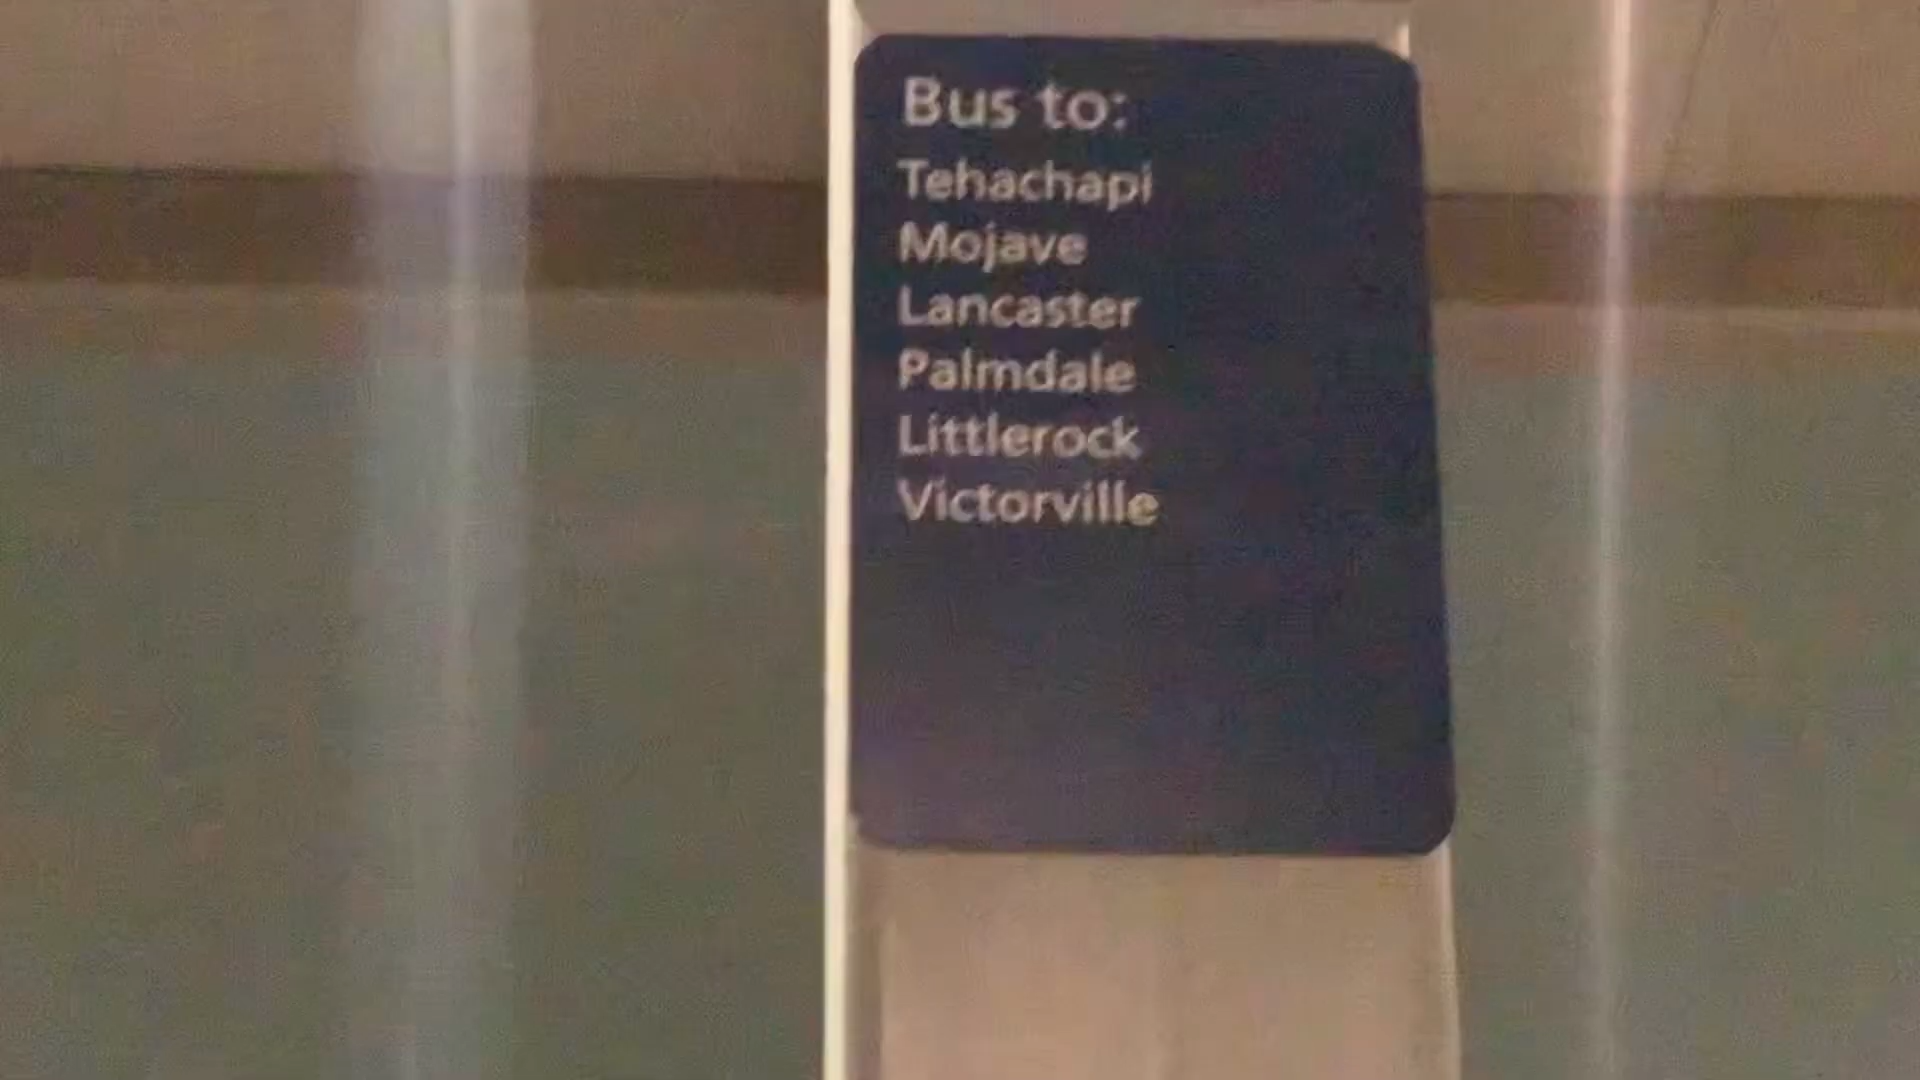 Bus to:
Tehachapi
Mojave
Lancaster
Palmdale
Littlerock
Victorville